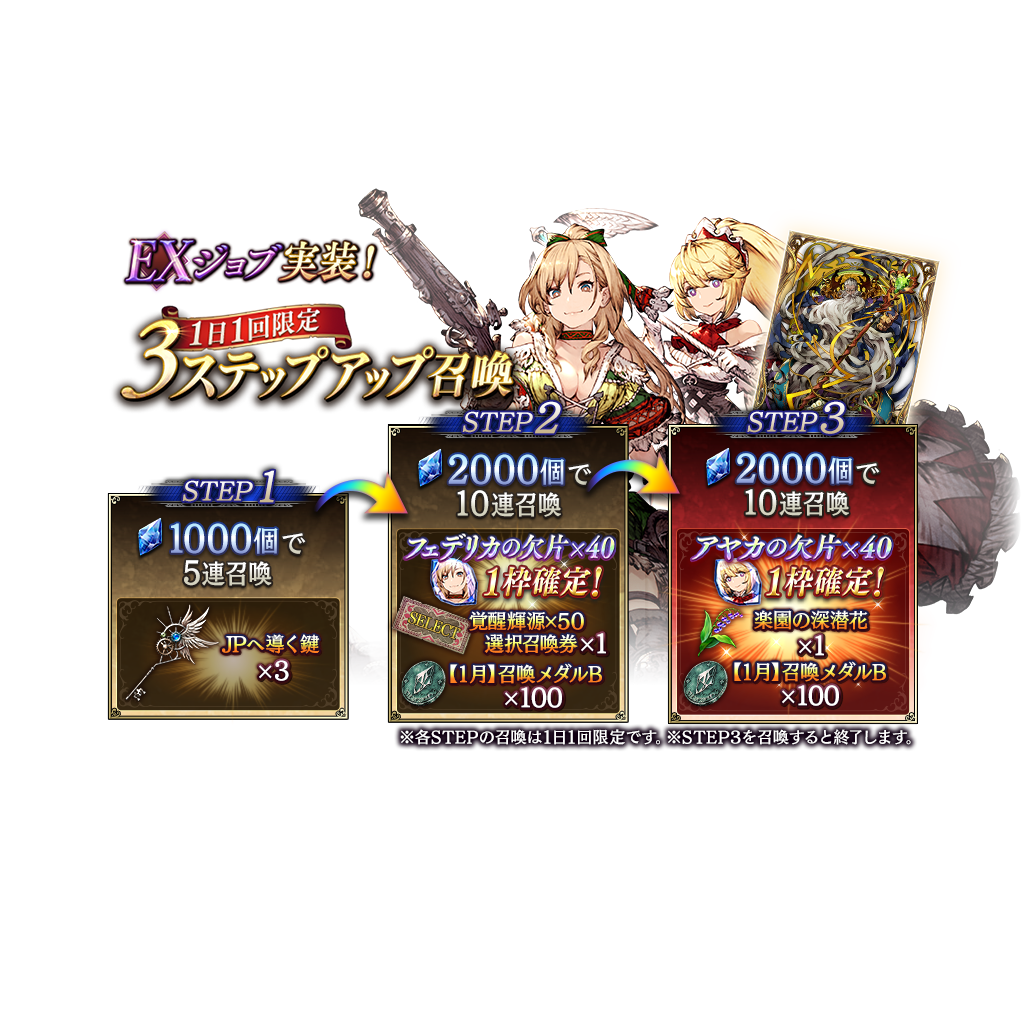 EXジョブ実装!
1日1回限定
3ステップアップ召喚
STEP 1
1000個で
5連召喚
JPへ導く鍵
×3
STEP 2
2000個で
10連召喚
フェデリカの欠片×40
1枠確定!
SELECT
覚醒輝源×50
選択召喚券×1
【1月】召喚メダルB
×100
STEP 3
2000個で
10連召喚
アヤカの欠片×40
1枠確定!
楽園の深潜花
×1
【1月】召喚メダルB
×100
※各STEPの召喚は1日1回限定です。※STEP3を召喚すると終了します。